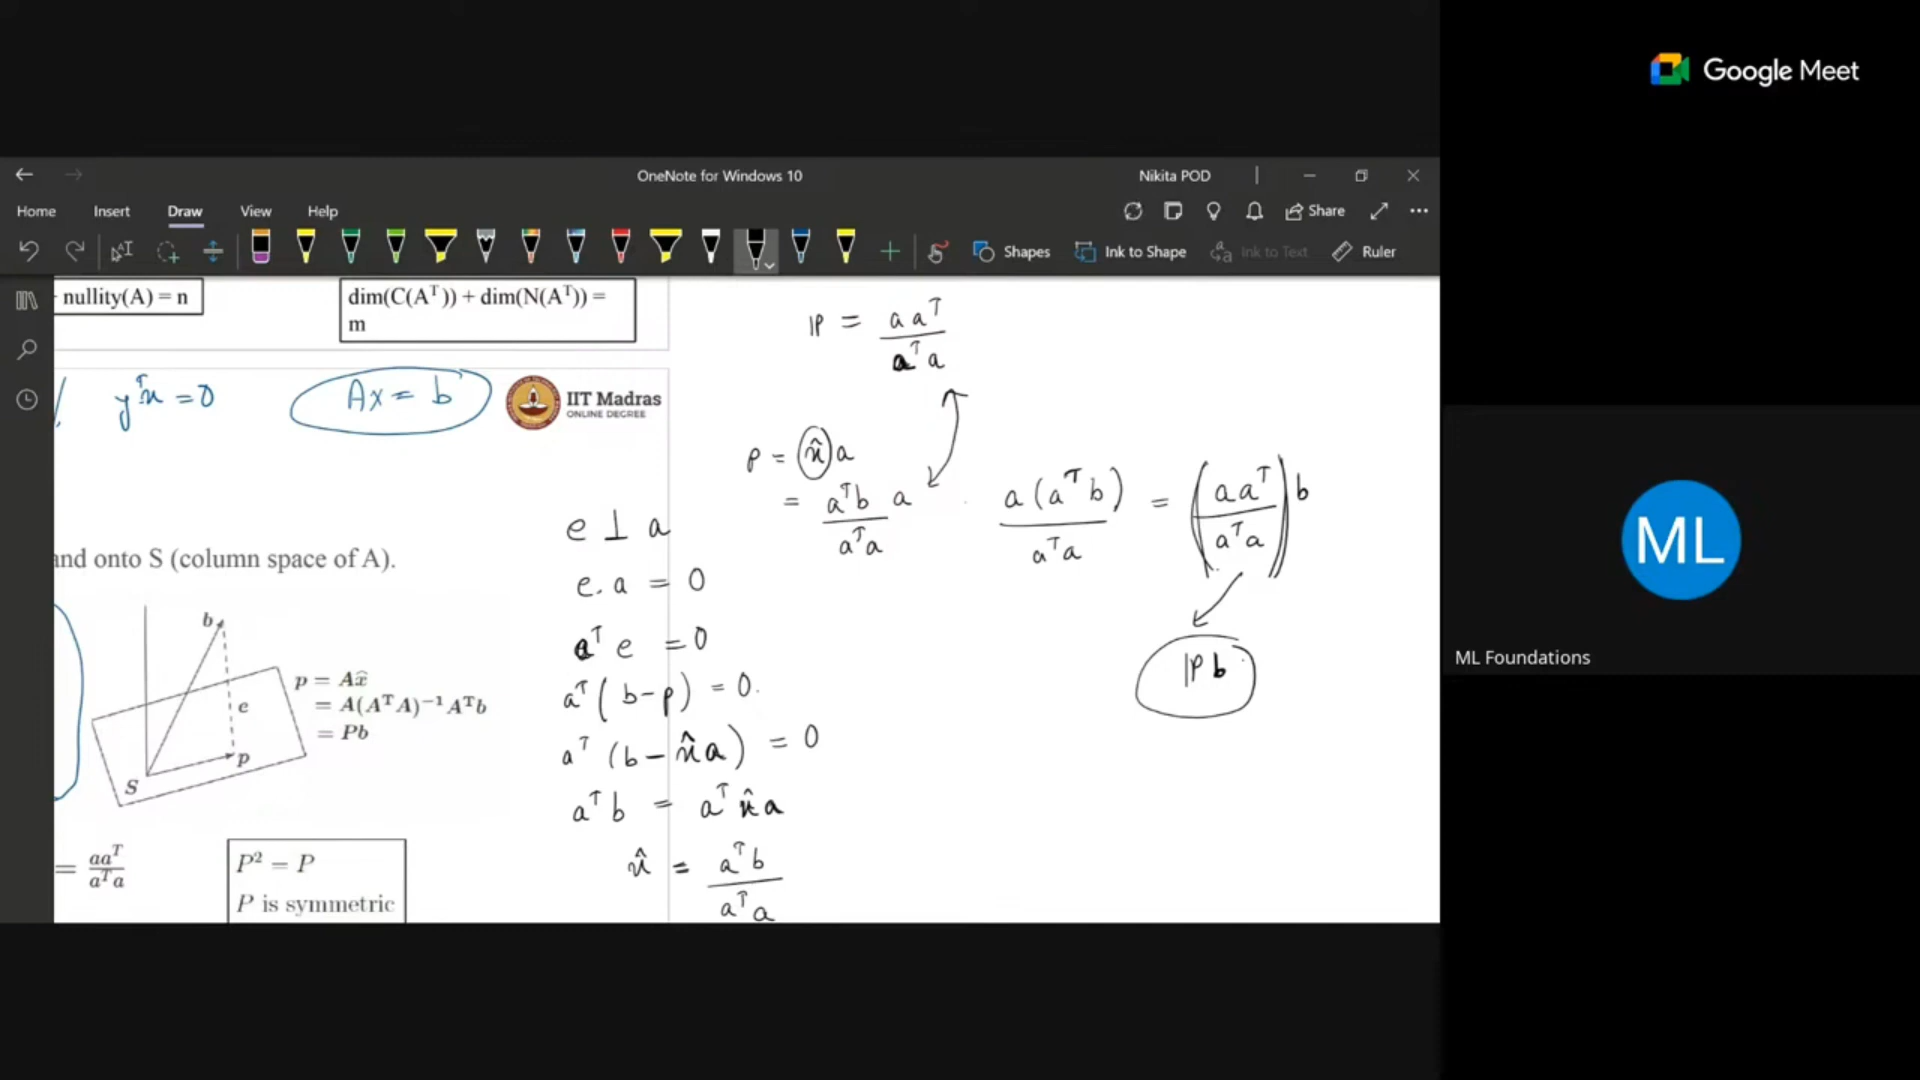 Google Meet
OneNote for Windows 10
Nikita POD
Home Insert Draw View Help
Share
Shapes Ink to Shape Ink to Text Ruler
nullity(A) = n
dim(C(Aᵀ)) + dim(N(Aᵀ)) =
m
yᵀx = 0
Ax = b
IIT Madras
ONLINE DEGREE
and onto S (column space of A).
b
e
p
S
p = Ax̂
= A(AᵀA)⁻¹Aᵀb
= Pb
= aaᵀ / aᵀa
P² = P
P is symmetric
e ⊥ a
e. a = 0
aᵀ e = 0
aᵀ (b-p) = 0.
aᵀ (b - x̂a) = 0
aᵀb = aᵀx̂a
x̂ = aᵀb / aᵀa
P = a aᵀ / aᵀa
p = x̂ a
= aᵀb / aᵀa a
a(aᵀb) / aᵀa = (aaᵀ / aᵀa) b
Pb
ML
ML Foundations